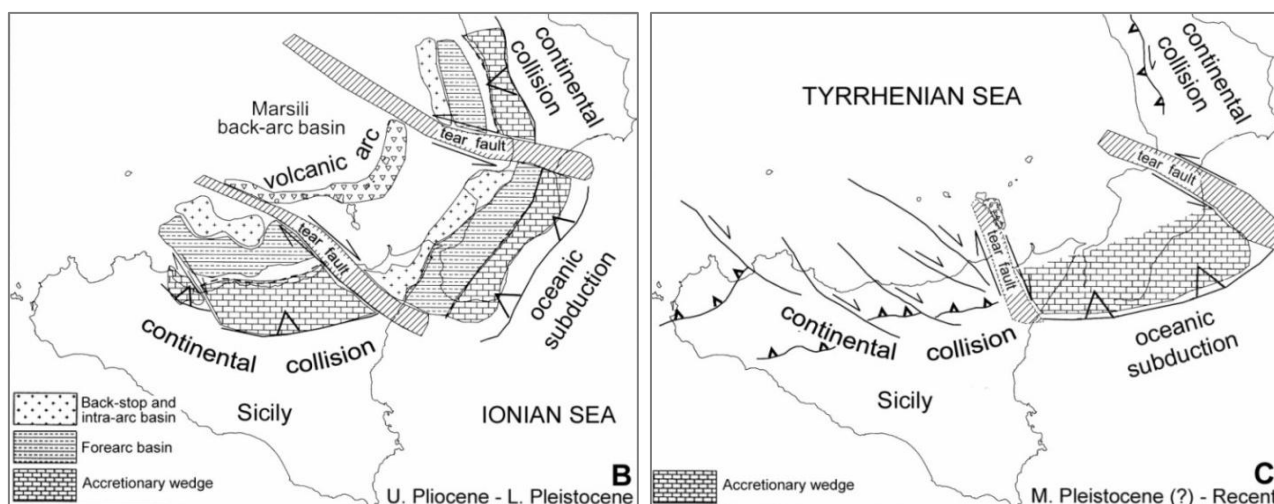 Marsili
back-arc basin
volcanic arc
continental
collision
tear fault
tear fault
oceanic
subduction
continental collision
Sicily
IONIAN SEA
Back-stop and
intra-arc basin
Forearc basin
Accretionary wedge
B
U. Pliocene - L. Pleistocene
TYRRHENIAN SEA
continental
collision
tear fault
tear fault
continental collision
oceanic
subduction
Sicily
Accretionary wedge
C
M. Pleistocene (?) - Recent